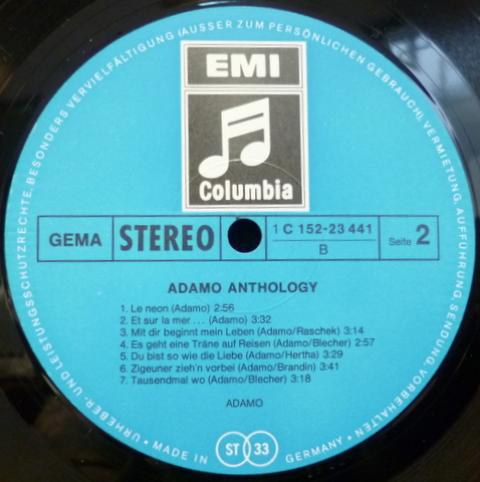 URHEBER- UND LEISTUNGSSCHUTZRECHTE, BESONDERS VERVIELFÄLTIGUNG (AUSSER ZUM PERSÖNLICHEN GEBRAUCH), VERMIETUNG, AUFFÜHRUNG, SENDUNG, VORBEHALTEN •
EMI
Columbia
GEMA
STEREO
1 C 152-23 441
B
Seite 2
ADAMO ANTHOLOGY
1. Le neon (Adamo) 2:56
2. Et sur la mer ... (Adamo) 3:32
3. Mit dir beginnt mein Leben (Adamo/Raschek) 3:14
4. Es geht eine Träne auf Reisen (Adamo/Blecher) 2:57
5. Du bist so wie die Liebe (Adamo/Hertha) 3:29
6. Zigeuner zieh'n vorbei (Adamo/Brandin) 3:41
7. Tausendmal wo (Adamo/Blecher) 3:18
ADAMO
• MADE IN GERMANY •
ST 33